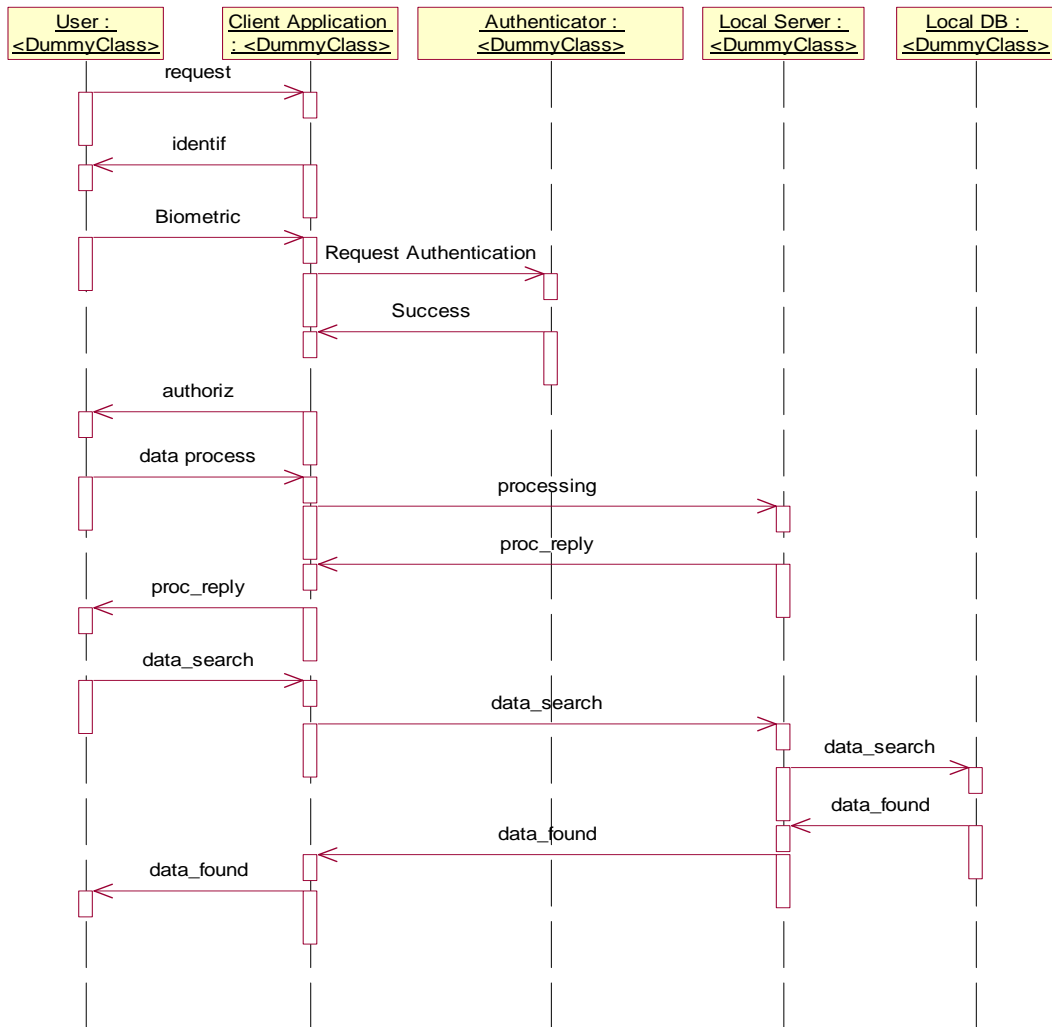 User :
<DummyClass>
Client Application
: <DummyClass>
Authenticator :
<DummyClass>
Local Server :
<DummyClass>
Local DB :
<DummyClass>
request
identif
Biometric
Request Authentication
Success
authoriz
data process
processing
proc_reply
proc_reply
data_search
data_search
data_search
data_found
data_found
data_found